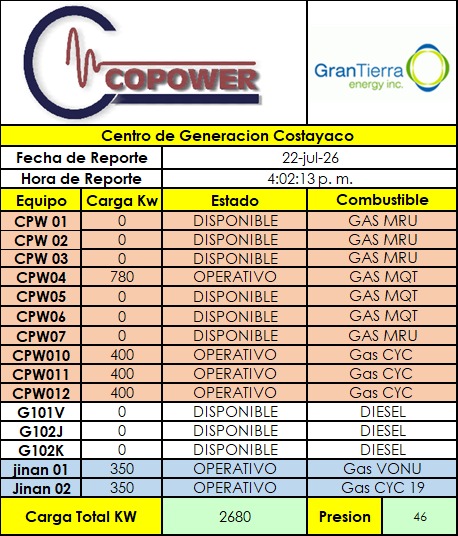 COPOWER
GranTierra
energy inc.
Centro de Generacion Costayaco
Fecha de Reporte 22-jul-26
Hora de Reporte 4:02:13 p. m.
Equipo Carga Kw Estado Combustible
CPW 01 0 DISPONIBLE GAS MRU
CPW 02 0 DISPONIBLE GAS MRU
CPW 03 0 DISPONIBLE GAS MRU
CPW04 780 OPERATIVO GAS MQT
CPW05 0 DISPONIBLE GAS MQT
CPW06 0 DISPONIBLE GAS MQT
CPW07 0 DISPONIBLE GAS MRU
CPW010 400 OPERATIVO Gas CYC
CPW011 400 OPERATIVO Gas CYC
CPW012 400 OPERATIVO Gas CYC
G101V 0 DISPONIBLE DIESEL
G102J 0 DISPONIBLE DIESEL
G102K 0 DISPONIBLE DIESEL
jinan 01 350 OPERATIVO Gas VONU
Jinan 02 350 OPERATIVO Gas CYC 19
Carga Total KW 2680 Presion 46